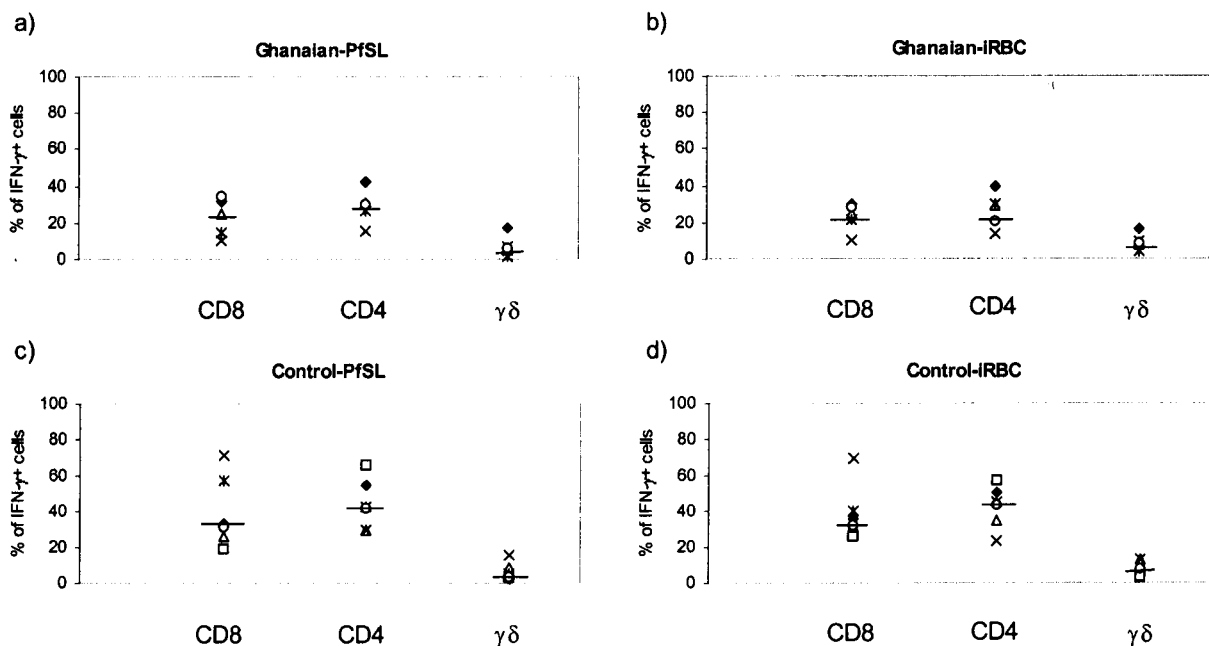 a)
Ghanaian-PfSL
% of IFN-γ+ cells
100
80
60
40
20
0
CD8 CD4 γδ
b)
Ghanaian-iRBC
% of IFN-γ+ cells
100
80
60
40
20
0
CD8 CD4 γδ
c)
Control-PfSL
% of IFN-γ+ cells
100
80
60
40
20
0
CD8 CD4 γδ
d)
Control-iRBC
% of IFN-γ+ cells
100
80
60
40
20
0
CD8 CD4 γδ